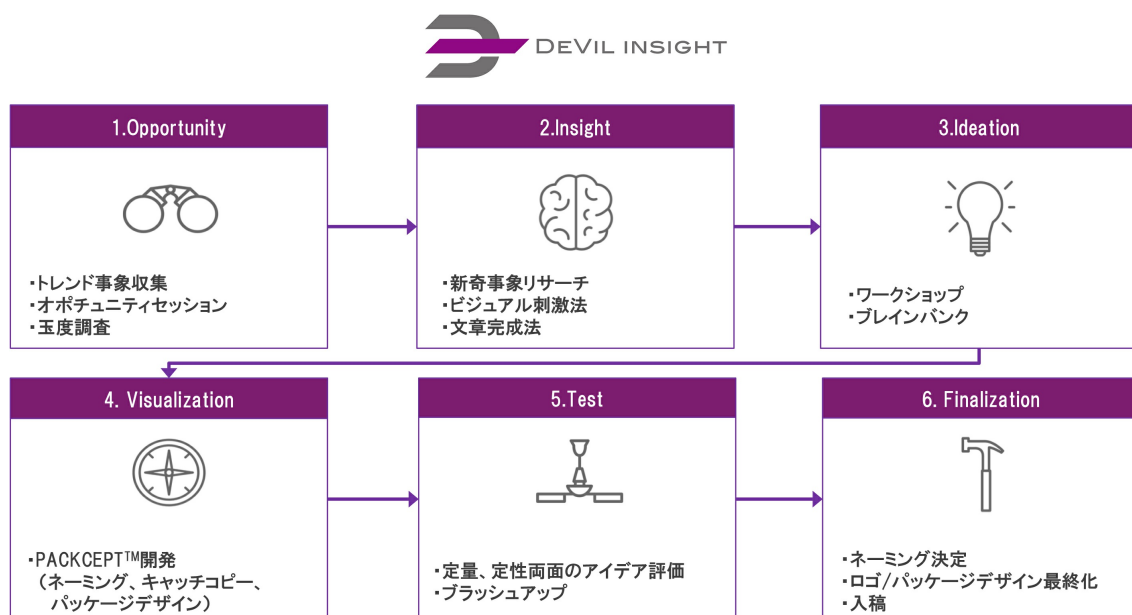 DEVIL INSIGHT
1.Opportunity
・トレンド事象収集
・オポチュニティセッション
・玉度調査
2.Insight
・新奇事象リサーチ
・ビジュアル刺激法
・文章完成法
3.Ideation
・ワークショップ
・ブレインバンク
4. Visualization
・PACKCEPT™開発
（ネーミング、キャッチコピー、
パッケージデザイン）
5.Test
・定量、定性両面のアイデア評価
・ブラッシュアップ
6. Finalization
・ネーミング決定
・ロゴ/パッケージデザイン最終化
・入稿